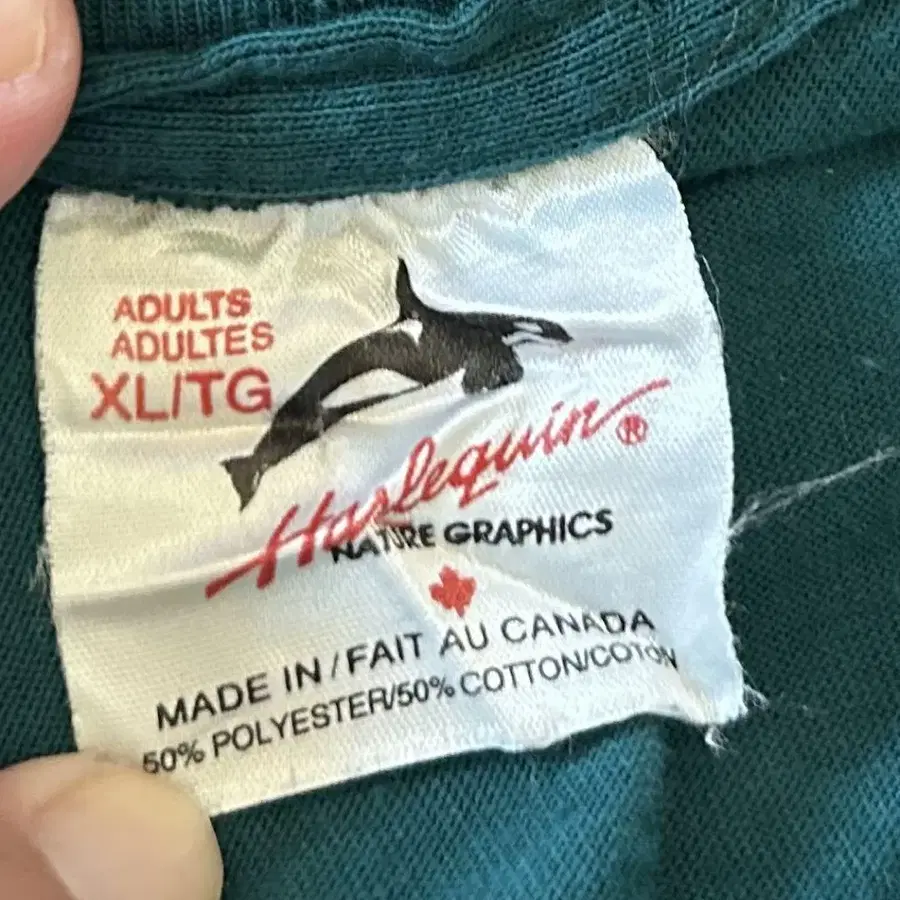 ADULTS
ADULTES
XL/TG
Harlequin®
NATURE GRAPHICS
MADE IN/FAIT AU CANADA
50% POLYESTER/50% COTTON/COTON